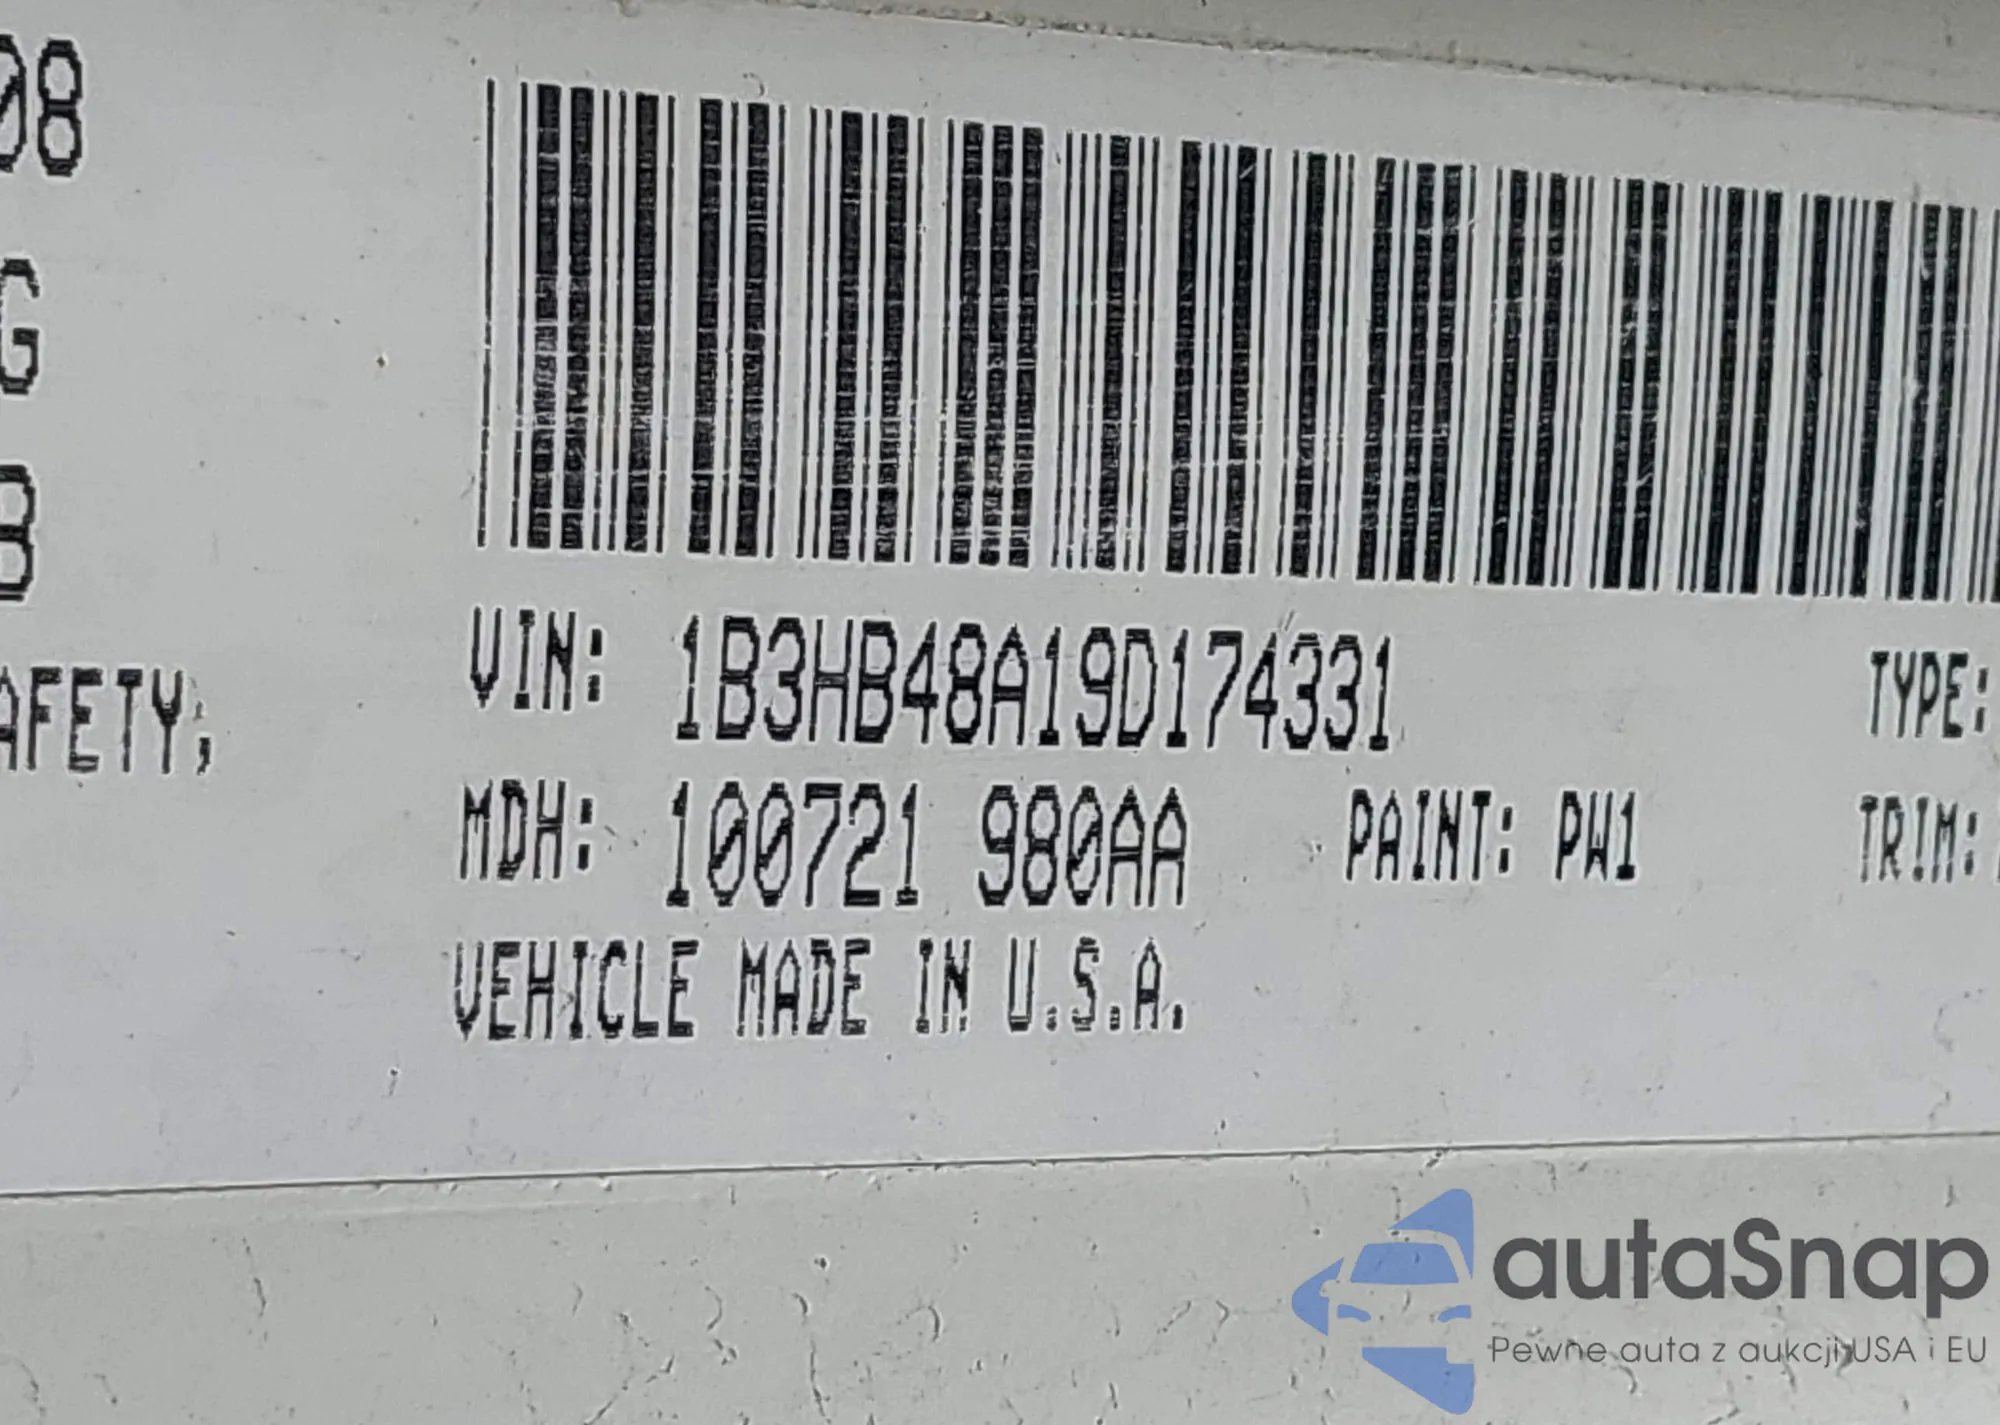 08
G
B
AFETY;
VIN: 1B3HB48A19D174331
TYPE:
MDH: 100721 980AA
PAINT: PW1
TRIM:
VEHICLE MADE IN U.S.A.
autaSnap
Pewne auta z aukcji USA i EU